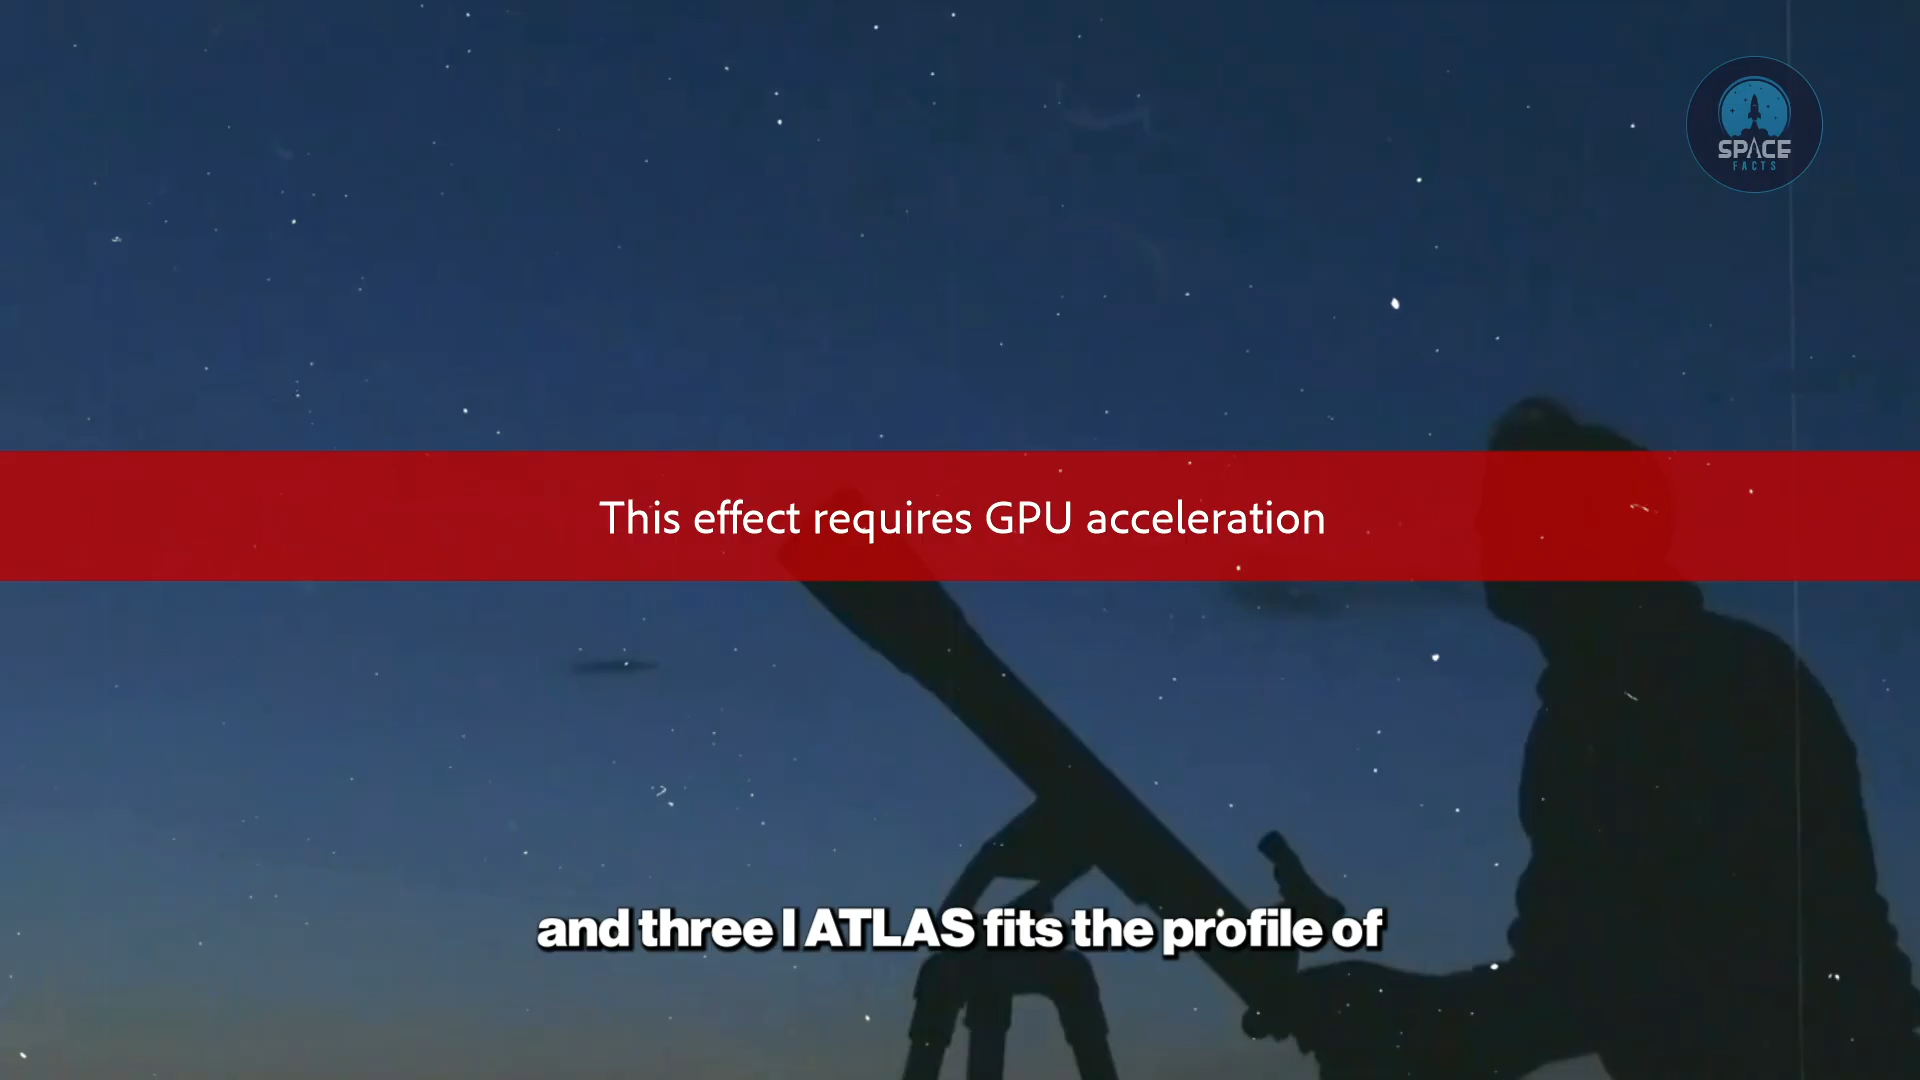 SPACE
FACTS
This effect requires GPU acceleration
and three I ATLAS fits the profile of